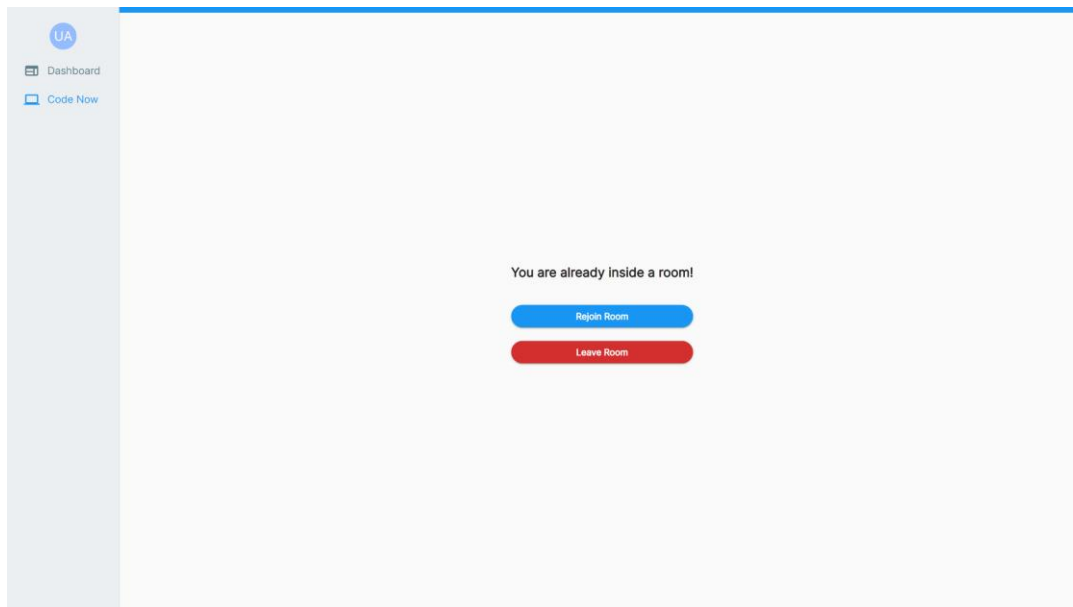 UA
Dashboard
Code Now
You are already inside a room!
Rejoin Room
Leave Room